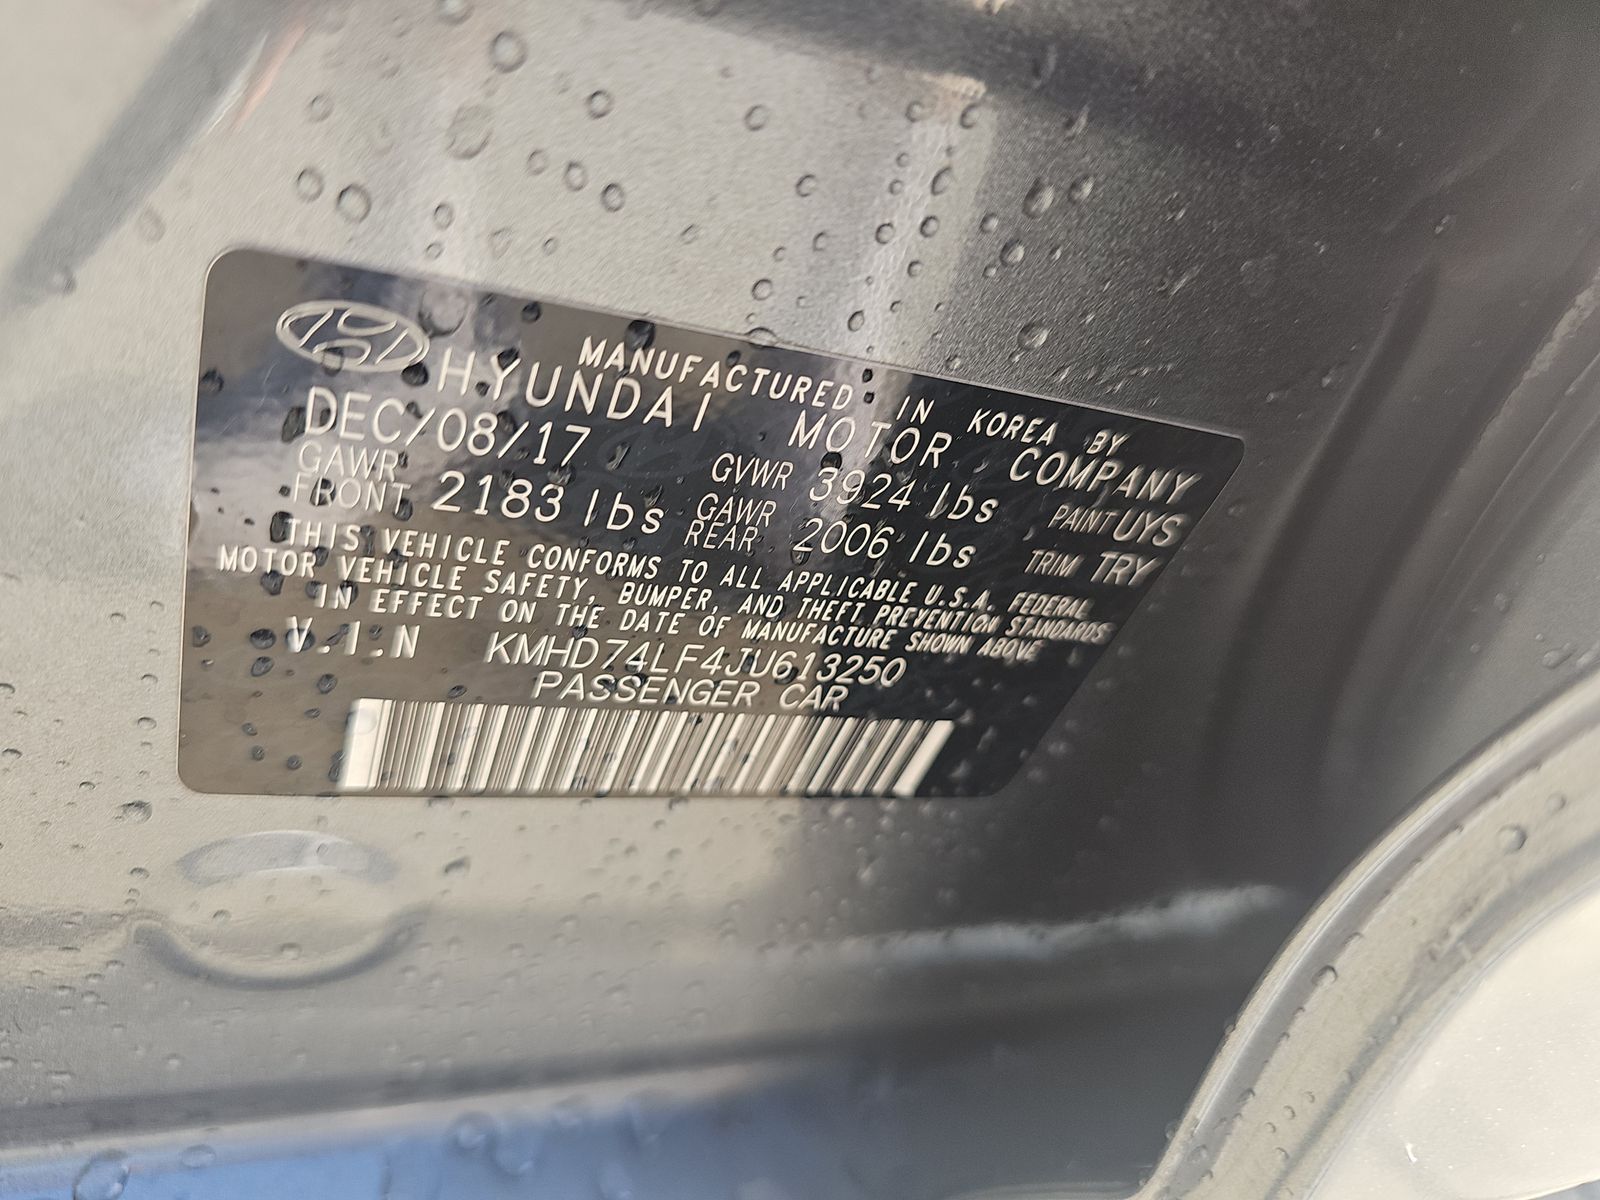 MANUFACTURED IN KOREA BY
HYUNDAI MOTOR COMPANY
DEC/08/17 GVWR 3924 lbs PAINT UYS
GAWR FRONT 2183 lbs GAWR REAR 2006 lbs TRIM TRY
THIS VEHICLE CONFORMS TO ALL APPLICABLE U.S.A. FEDERAL
MOTOR VEHICLE SAFETY, BUMPER, AND THEFT PREVENTION STANDARDS
IN EFFECT ON THE DATE OF MANUFACTURE SHOWN ABOVE
V.I.N KMHD74LF4JU613250
PASSENGER CAR